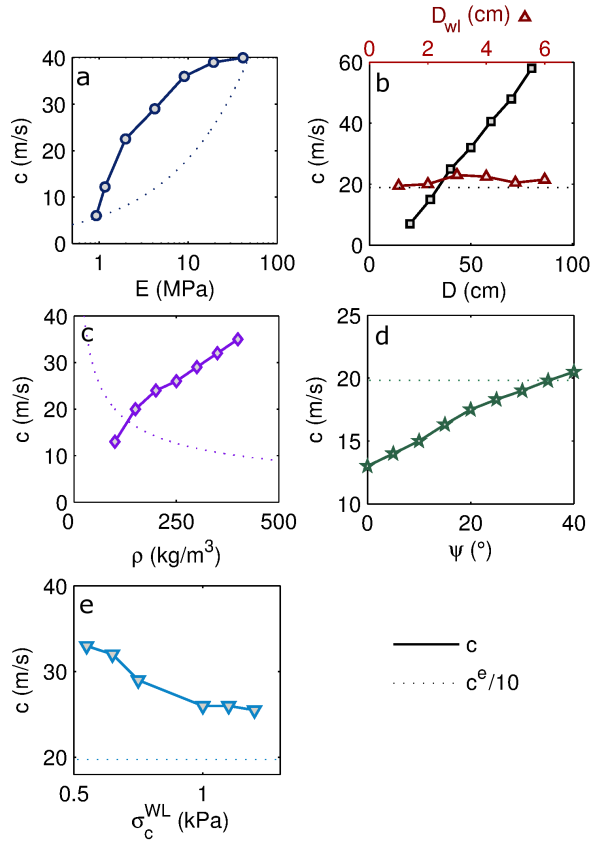 D_wl (cm)
0 2 4 6
a
40
30
20
10
0
c (m/s)
1 10 100
E (MPa)
b
60
40
20
0
c (m/s)
0 50 100
D (cm)
c
40
30
20
10
0
c (m/s)
0 250 500
ρ (kg/m³)
d
25
20
15
10
c (m/s)
0 20 40
ψ (°)
e
40
30
20
c (m/s)
0.5 1
σ_c^WL (kPa)
c
c^e/10